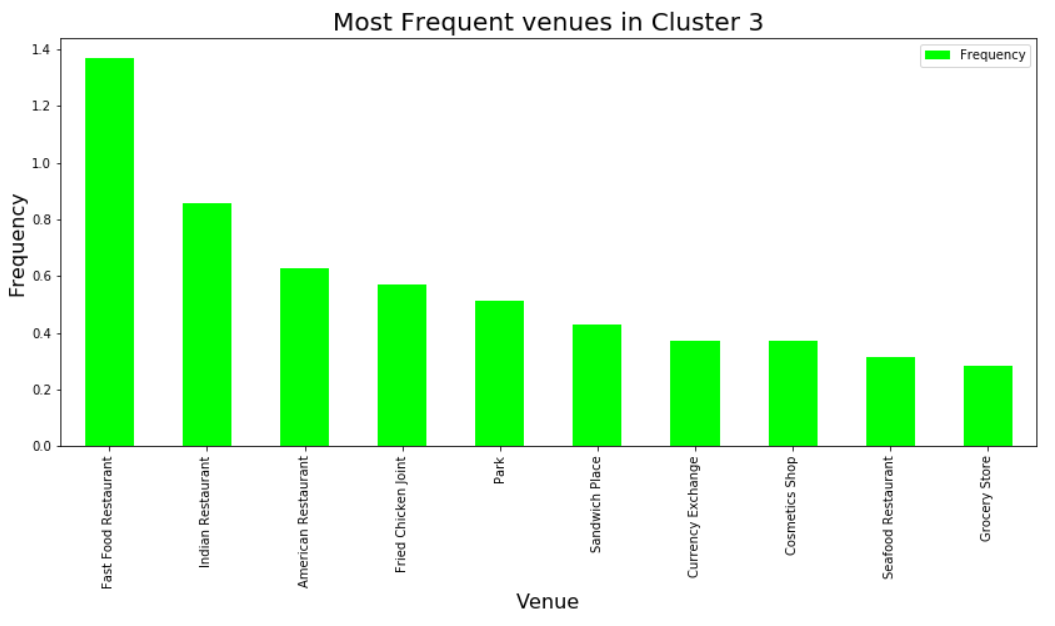 Most Frequent venues in Cluster 3
Frequency
1.4
1.2
1.0
0.8
0.6
0.4
0.2
0.0
Frequency
Fast Food Restaurant
Indian Restaurant
American Restaurant
Fried Chicken Joint
Park
Sandwich Place
Currency Exchange
Cosmetics Shop
Seafood Restaurant
Grocery Store
Venue